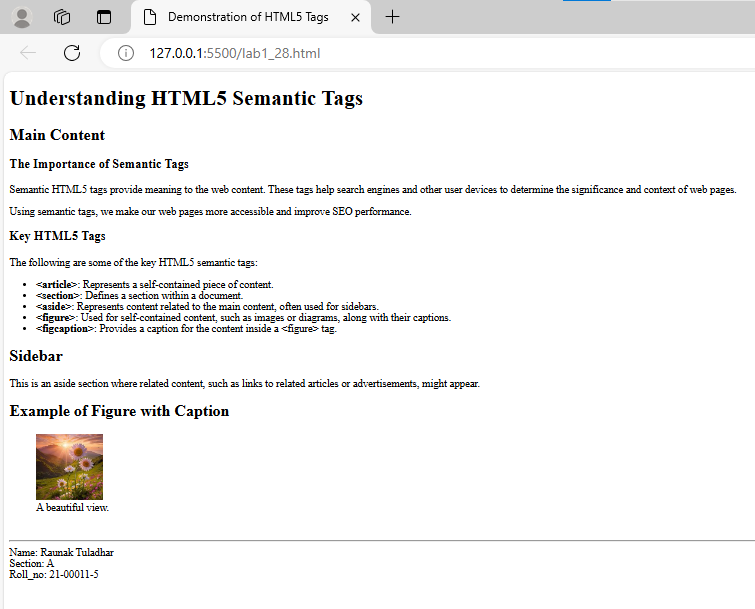 Demonstration of HTML5 Tags
127.0.0.1:5500/lab1_28.html
Understanding HTML5 Semantic Tags
Main Content
The Importance of Semantic Tags
Semantic HTML5 tags provide meaning to the web content. These tags help search engines and other user devices to determine the significance and context of web pages.
Using semantic tags, we make our web pages more accessible and improve SEO performance.
Key HTML5 Tags
The following are some of the key HTML5 semantic tags:
• <article>: Represents a self-contained piece of content.
• <section>: Defines a section within a document.
• <aside>: Represents content related to the main content, often used for sidebars.
• <figure>: Used for self-contained content, such as images or diagrams, along with their captions.
• <figcaption>: Provides a caption for the content inside a <figure> tag.
Sidebar
This is an aside section where related content, such as links to related articles or advertisements, might appear.
Example of Figure with Caption
A beautiful view.
Name: Raunak Tuladhar
Section: A
Roll_no: 21-00011-5